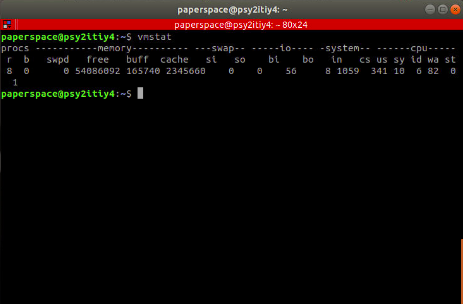 paperspace@psy2itiy4: ~
paperspace@psy2itiy4: ~ 80x24
paperspace@psy2itiy4:~$ vmstat
procs -----------memory---------- ---swap-- -----io---- -system-- ------cpu-----
 r  b   swpd   free   buff  cache   si   so    bi    bo   in   cs us sy id wa st
 8  0      0 54086092 165740 2345660    0    0    56     8 1059  341 10  6 82  0
  1
paperspace@psy2itiy4:~$